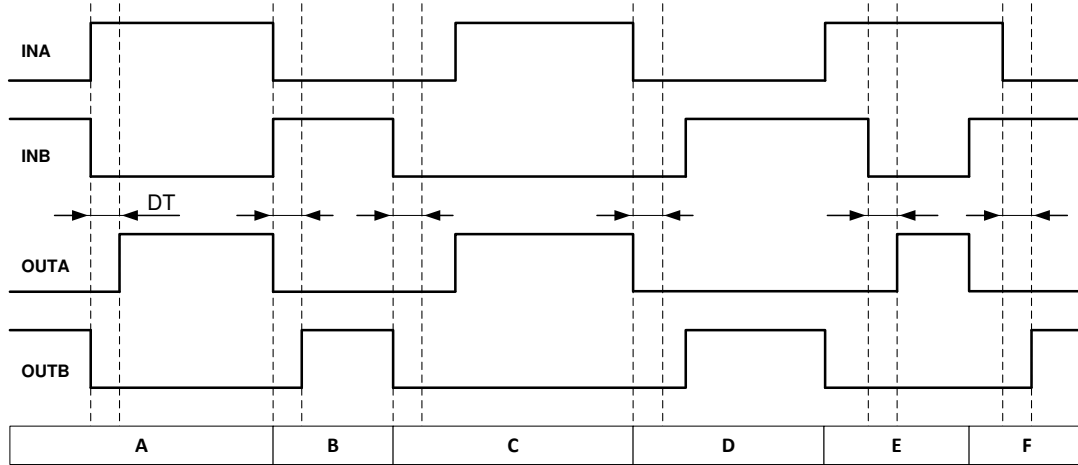 INA
INB
DT
OUTA
OUTB
A B C D E F